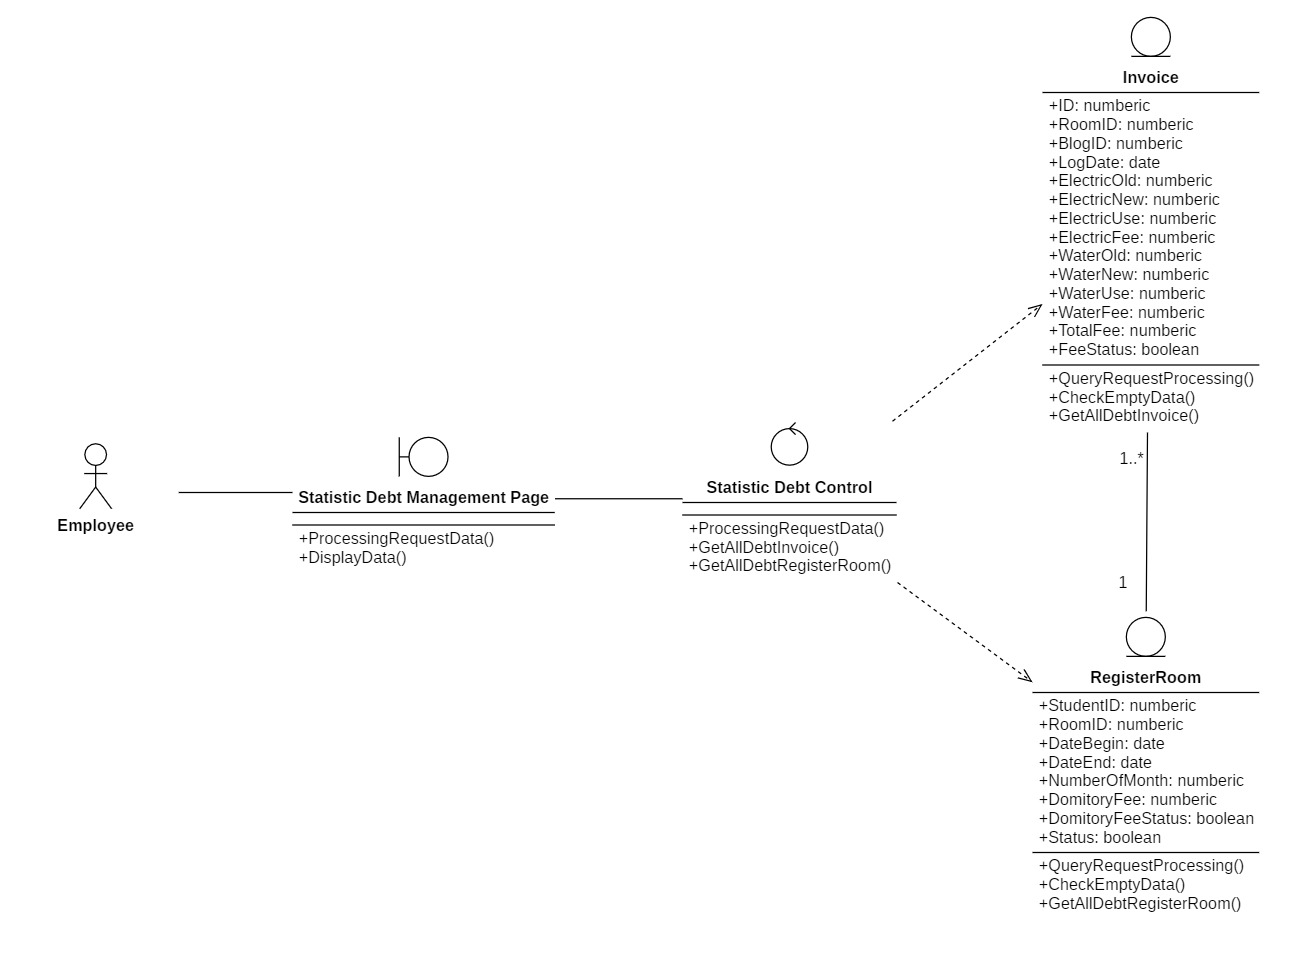 Invoice
+ID: numberic
+RoomID: numberic
+BlogID: numberic
+LogDate: date
+ElectricOld: numberic
+ElectricNew: numberic
+ElectricUse: numberic
+ElectricFee: numberic
+WaterOld: numberic
+WaterNew: numberic
+WaterUse: numberic
+WaterFee: numberic
+TotalFee: numberic
+FeeStatus: boolean
+QueryRequestProcessing()
+CheckEmptyData()
+GetAllDebtInvoice()
Employee
Statistic Debt Management Page
+ProcessingRequestData()
+DisplayData()
Statistic Debt Control
+ProcessingRequestData()
+GetAllDebtInvoice()
+GetAllDebtRegisterRoom()
1..*
1
RegisterRoom
+StudentID: numberic
+RoomID: numberic
+DateBegin: date
+DateEnd: date
+NumberOfMonth: numberic
+DomitoryFee: numberic
+DomitoryFeeStatus: boolean
+Status: boolean
+QueryRequestProcessing()
+CheckEmptyData()
+GetAllDebtRegisterRoom()